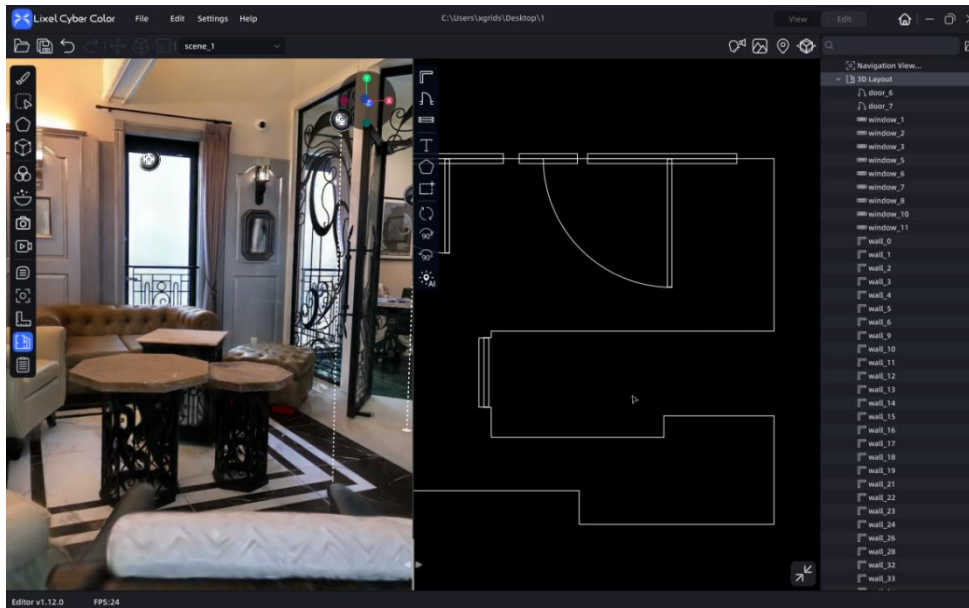 Lixel Cyber Color File Edit Settings Help C:\Users\xgrids\Desktop\1 View Edit
scene_1
Navigation View...
3D Layout
door_6
door_7
window_1
window_2
window_3
window_5
window_6
window_7
window_8
window_10
window_11
wall_0
wall_1
wall_2
wall_3
wall_4
wall_5
wall_6
wall_9
wall_10
wall_11
wall_12
wall_13
wall_14
wall_15
wall_16
wall_17
wall_18
wall_19
wall_21
wall_22
wall_23
wall_24
wall_26
wall_28
wall_32
wall_33
Y
X
Z
T
90°
90°
AI
Editor v1.12.0 FPS:24